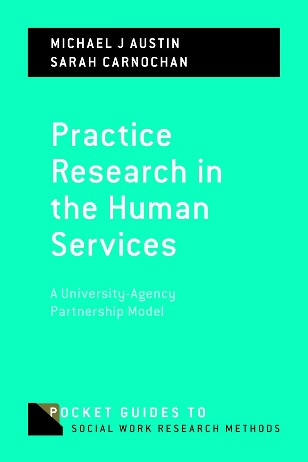 MICHAEL J AUSTIN
SARAH CARNOCHAN
Practice
Research in
the Human
Services
A University-Agency
Partnership Model
POCKET GUIDES TO
SOCIAL WORK RESEARCH METHODS